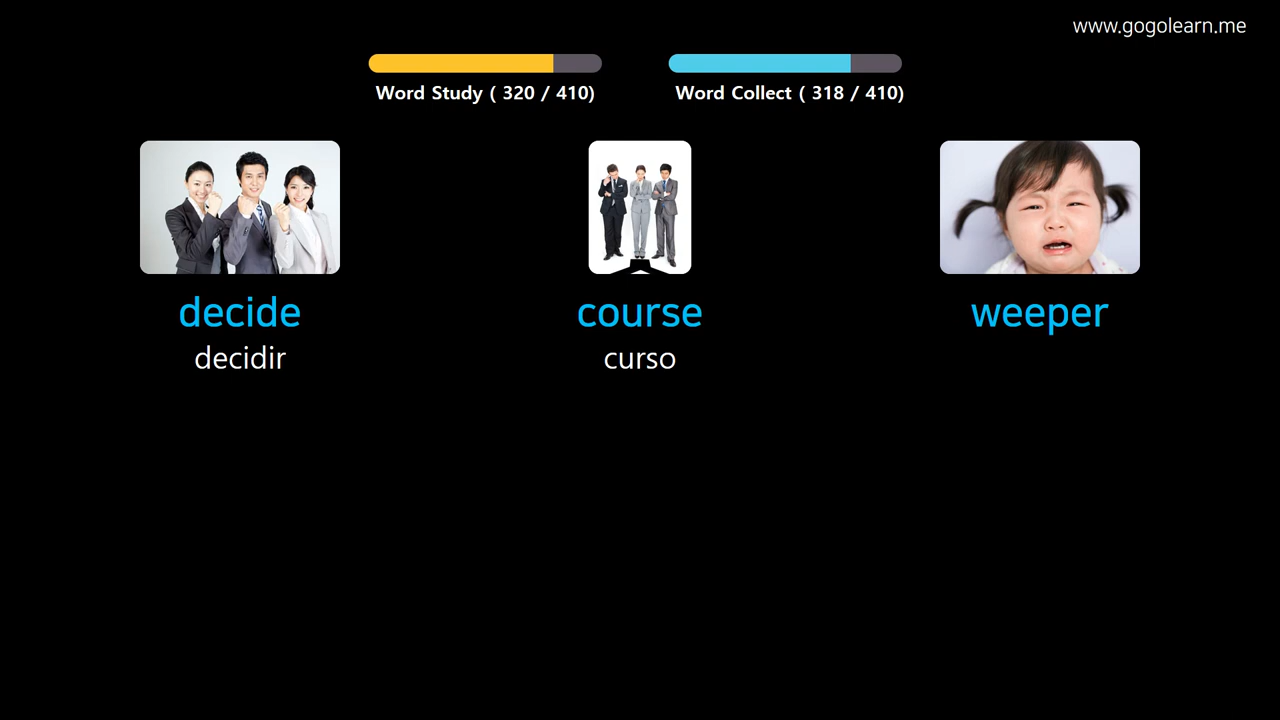 www.gogolearn.me
Word Study ( 320 / 410)
Word Collect ( 318 / 410)
decide
decidir
course
curso
weeper